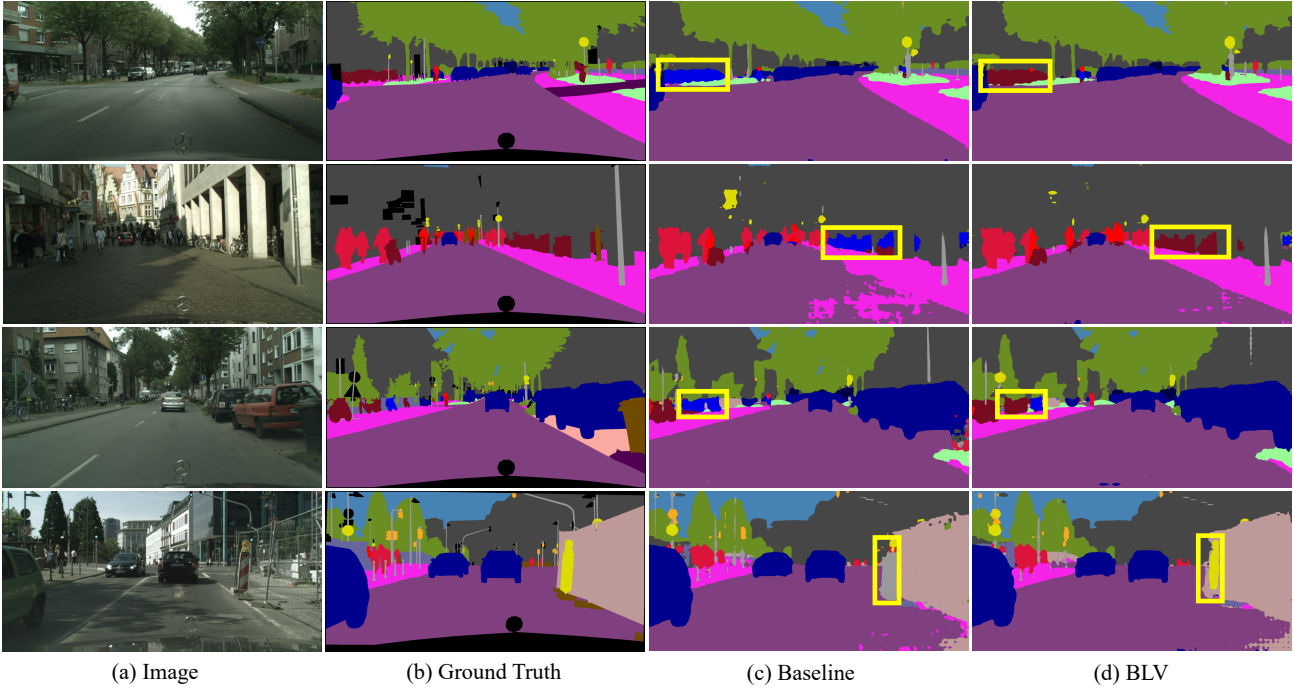 (a) Image
(b) Ground Truth
(c) Baseline
(d) BLV